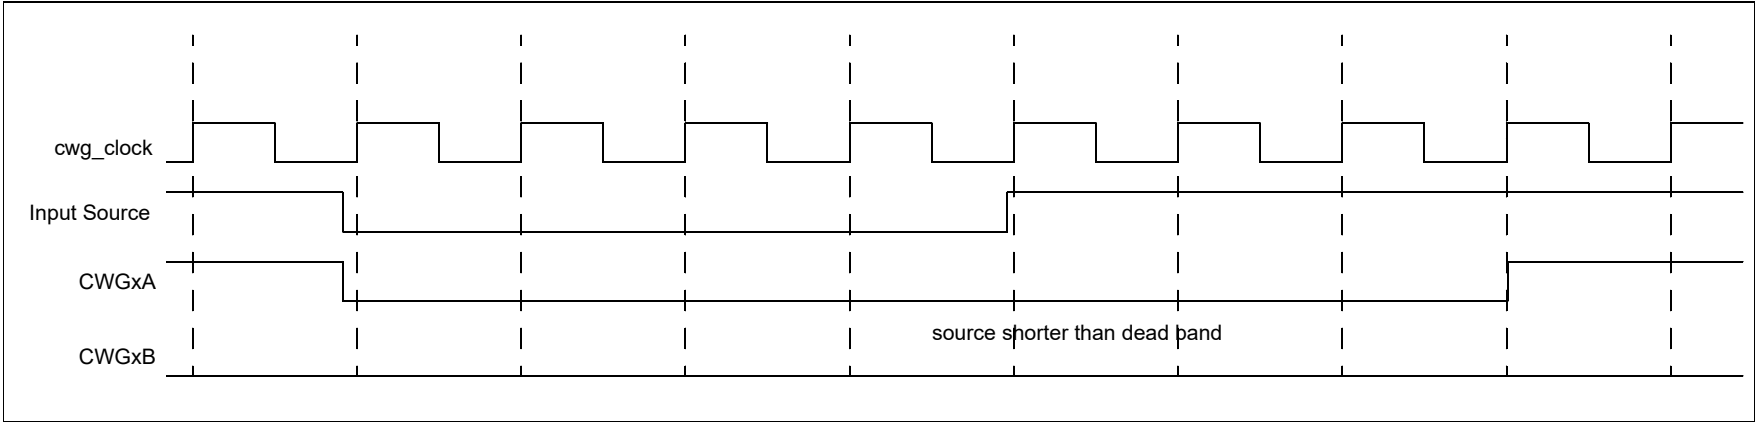 cwg_clock
Input Source
CWGxA
source shorter than dead band
CWGxB